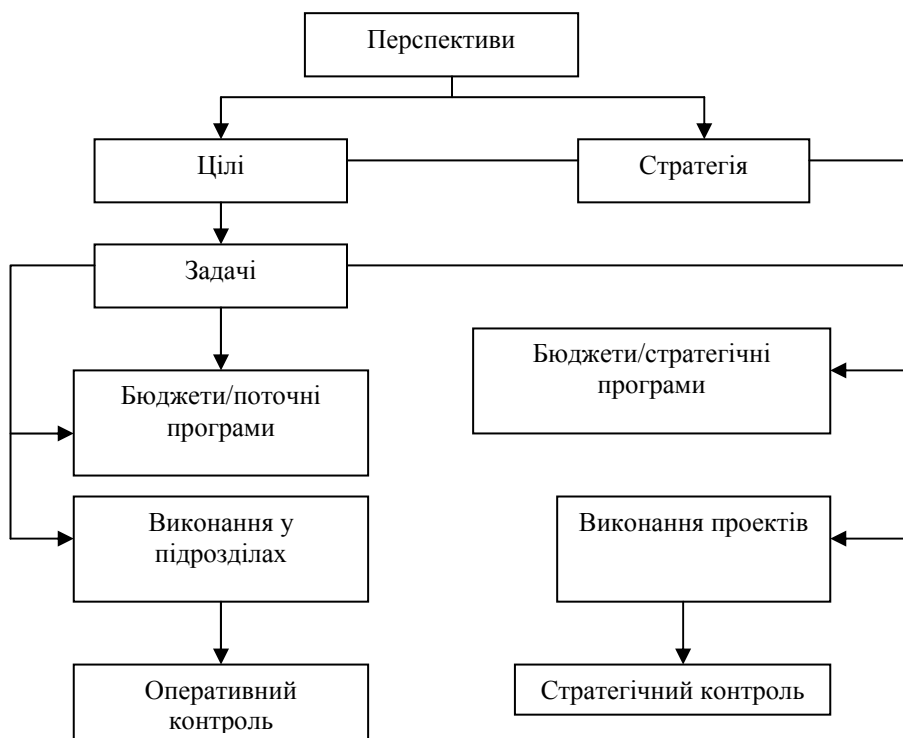 Перспективи
Цілі
Стратегія
Задачі
Бюджети/стратегічні
програми
Бюджети/поточні
програми
Виконання у
підрозділах
Виконання проектів
Оперативний
контроль
Стратегічний контроль